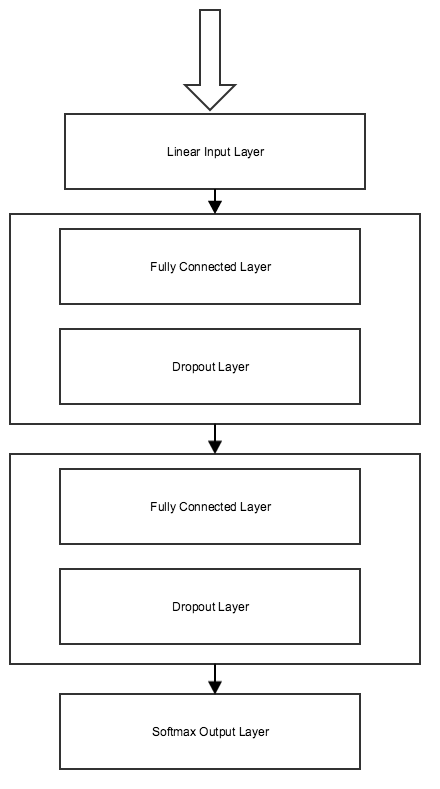 Linear Input Layer
Fully Connected Layer
Dropout Layer
Fully Connected Layer
Dropout Layer
Softmax Output Layer